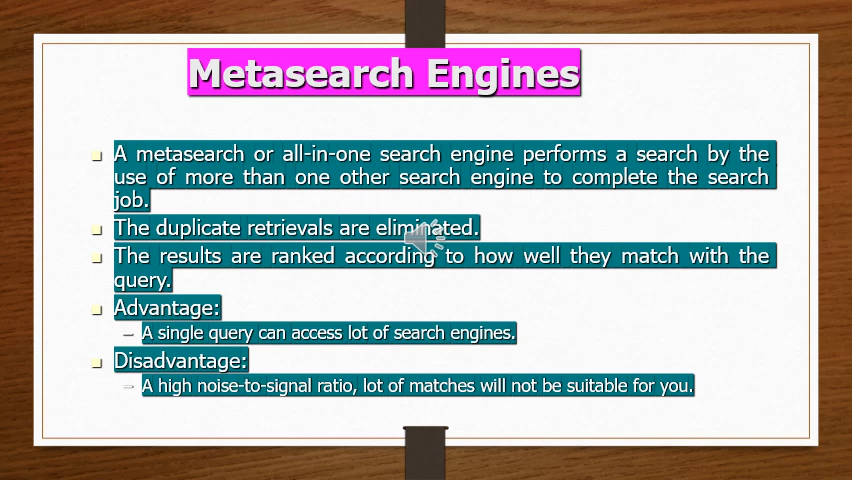 Metasearch Engines
A metasearch or all-in-one search engine performs a search by the
use of more than one other search engine to complete the search
job.
The duplicate retrievals are eliminated.
The results are ranked according to how well they match with the
query.
Advantage:
– A single query can access lot of search engines.
Disadvantage:
– A high noise-to-signal ratio, lot of matches will not be suitable for you.